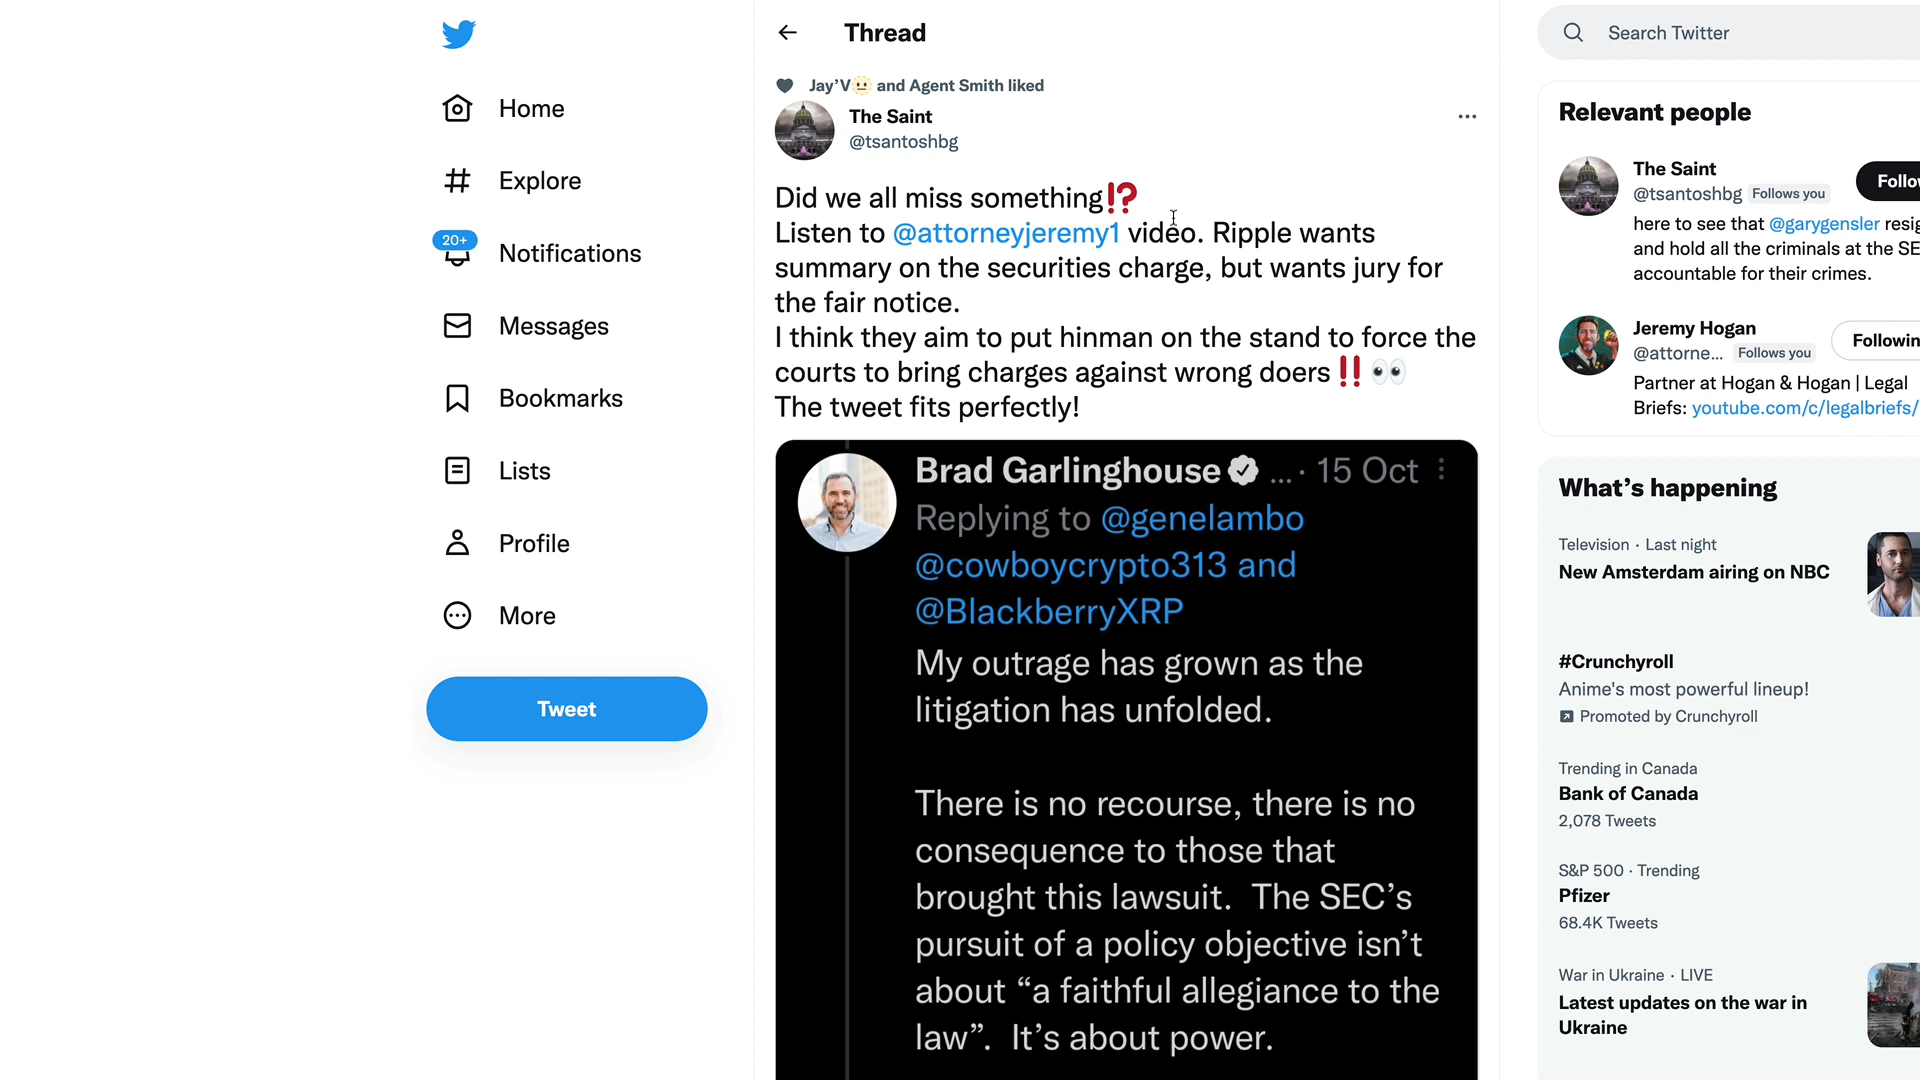 Home
Explore
20+
Notifications
Messages
Bookmarks
Lists
Profile
More
Tweet
Thread
Jay’V😐 and Agent Smith liked
The Saint
@tsantoshbg
Did we all miss something⁉️
Listen to @attorneyjeremy1 video. Ripple wants
summary on the securities charge, but wants jury for
the fair notice.
I think they aim to put hinman on the stand to force the
courts to bring charges against wrong doers‼️ 👀
The tweet fits perfectly!
Brad Garlinghouse ... · 15 Oct
Replying to @genelambo
@cowboycrypto313 and
@BlackberryXRP
My outrage has grown as the
litigation has unfolded.
There is no recourse, there is no
consequence to those that
brought this lawsuit.  The SEC’s
pursuit of a policy objective isn’t
about “a faithful allegiance to the
law”.  It’s about power.
Search Twitter
Relevant people
The Saint
Follo
@tsantoshbg Follows you
here to see that @garygensler resig
and hold all the criminals at the SE
accountable for their crimes.
Jeremy Hogan
Followin
@attorne... Follows you
Partner at Hogan & Hogan | Legal
Briefs: youtube.com/c/legalbriefs/
What’s happening
Television · Last night
New Amsterdam airing on NBC
#Crunchyroll
Anime's most powerful lineup!
Promoted by Crunchyroll
Trending in Canada
Bank of Canada
2,078 Tweets
S&P 500 · Trending
Pfizer
68.4K Tweets
War in Ukraine · LIVE
Latest updates on the war in
Ukraine